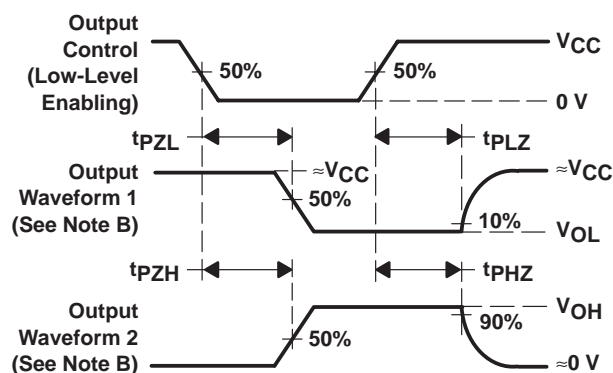 Output
Control
(Low-Level
Enabling)
50%
50%
VCC
0 V
tPZL
tPLZ
Output
Waveform 1
(See Note B)
≈VCC
50%
≈VCC
10%
VOL
tPZH
tPHZ
Output
Waveform 2
(See Note B)
50%
VOH
90%
≈0 V